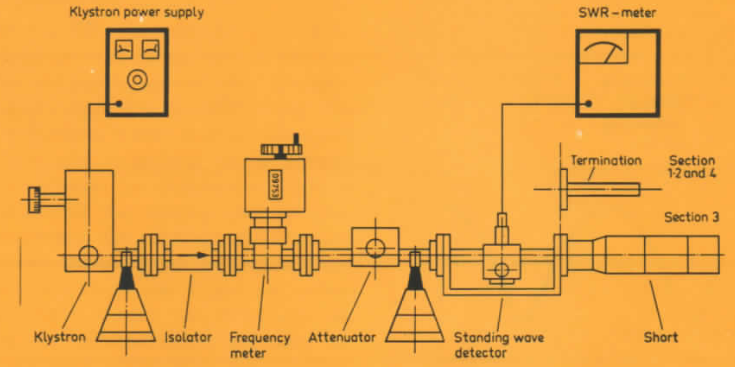 Klystron power supply
SWR-meter
Termination
Section
1-2 and 4
09753
Section 3
Klystron
Isolator
Frequency
meter
Attenuator
Standing wave
detector
Short